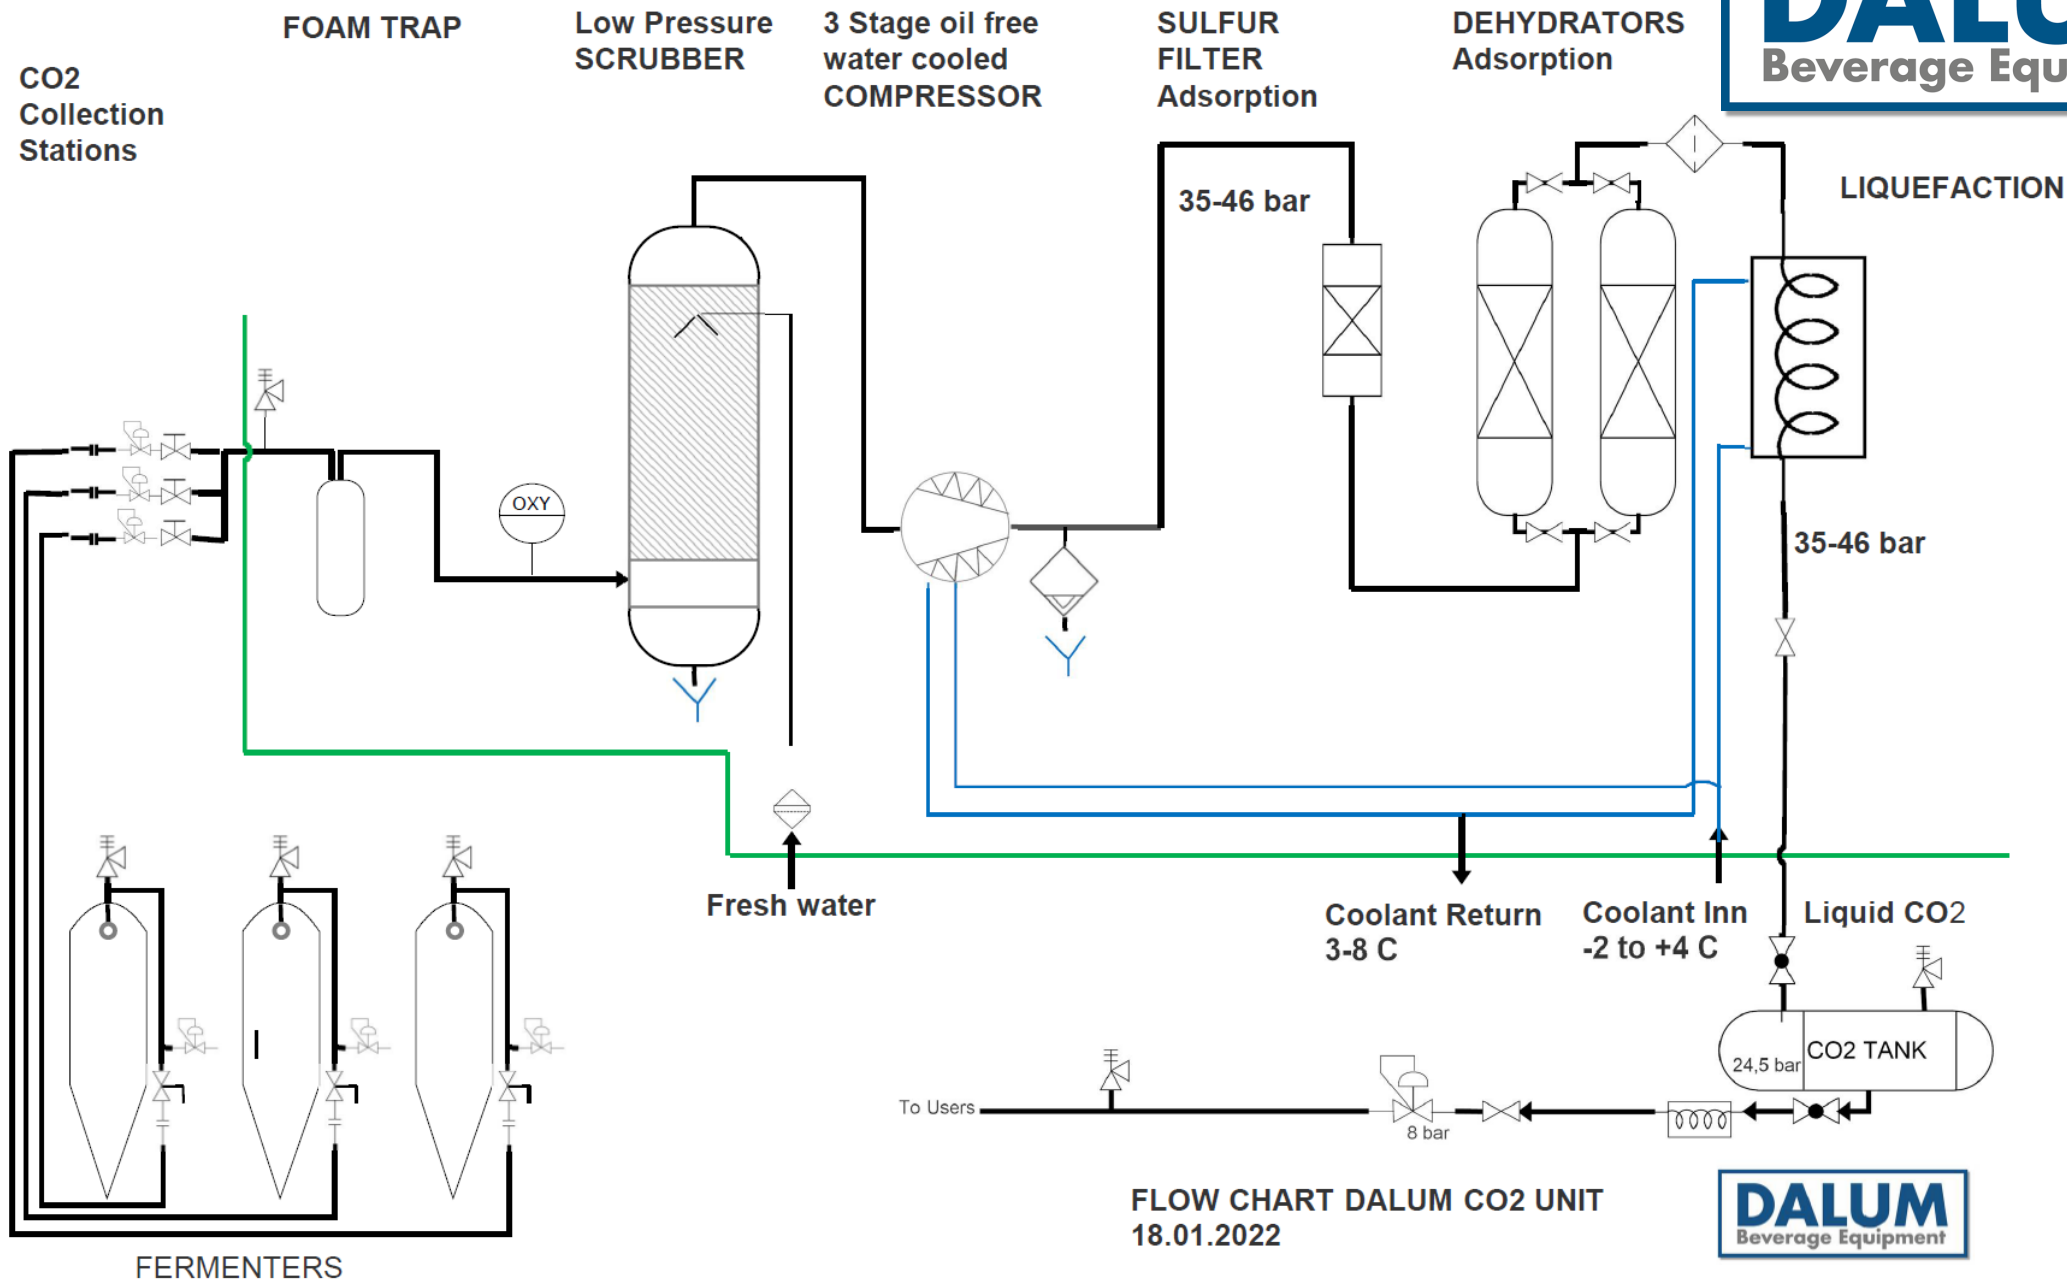 FOAM TRAP
Low Pressure
SCRUBBER
3 Stage oil free
water cooled
COMPRESSOR
SULFUR
FILTER
Adsorption
DEHYDRATORS
Adsorption
Beverage Equ
CO2
Collection
Stations
35-46 bar
LIQUEFACTION
OXY
35-46 bar
Fresh water
Coolant Return
3-8 C
Coolant Inn
-2 to +4 C
Liquid CO2
24,5 bar
CO2 TANK
To Users
8 bar
FLOW CHART DALUM CO2 UNIT
18.01.2022
DALUM
Beverage Equipment
FERMENTERS